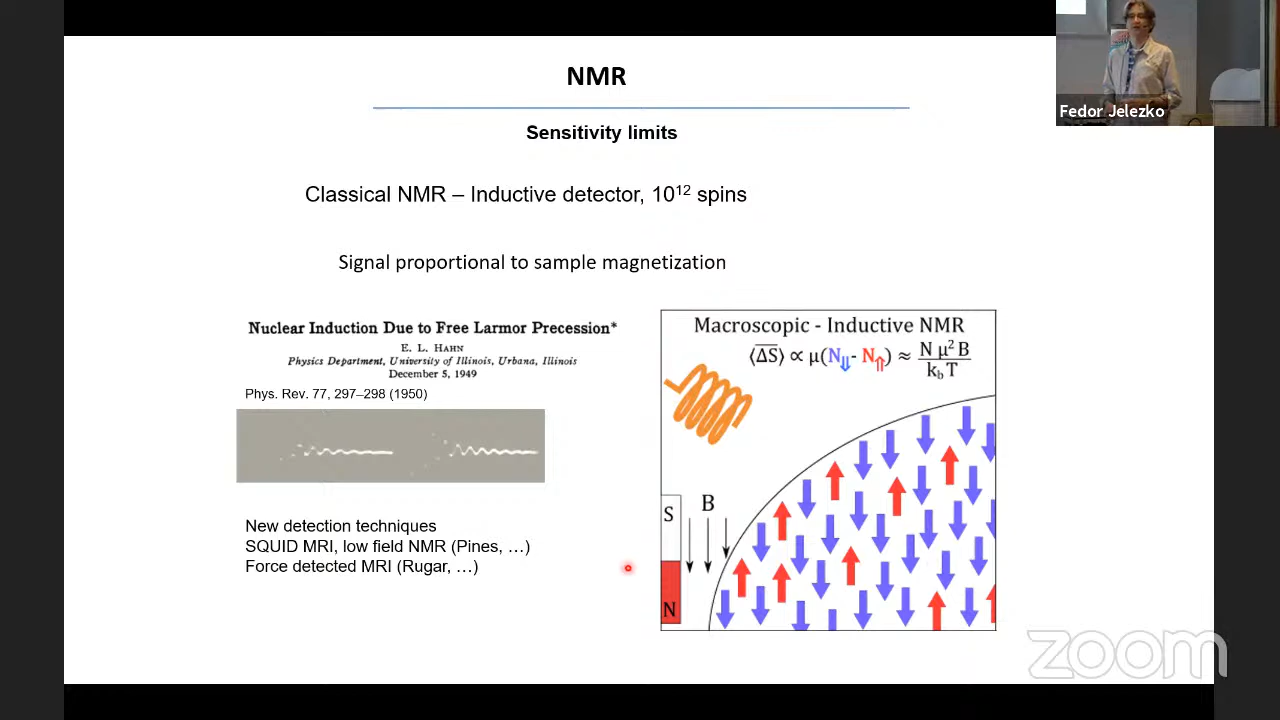 NMR
Sensitivity limits
Classical NMR – Inductive detector, 10¹² spins
Signal proportional to sample magnetization
Nuclear Induction Due to Free Larmor Precession*
E. L. HAHN
Physics Department, University of Illinois, Urbana, Illinois
December 5, 1949
Phys. Rev. 77, 297–298 (1950)
New detection techniques
SQUID MRI, low field NMR (Pines, …)
Force detected MRI (Rugar, …)
Macroscopic - Inductive NMR
⟨\overline{ΔS}⟩ ∝ μ(N⇓ - N⇑) ≈ N μ² B / k_b T
B
S
N
Fedor Jelezko
zoom